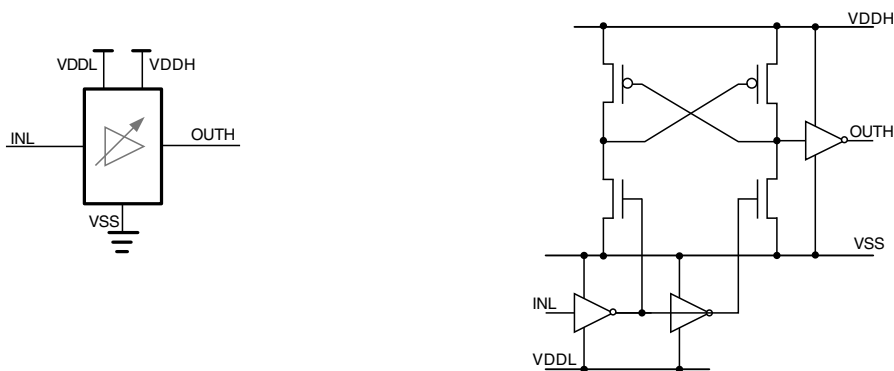 VDDL
VDDH
INL
OUTH
VSS
VDDH
OUTH
VSS
INL
VDDL